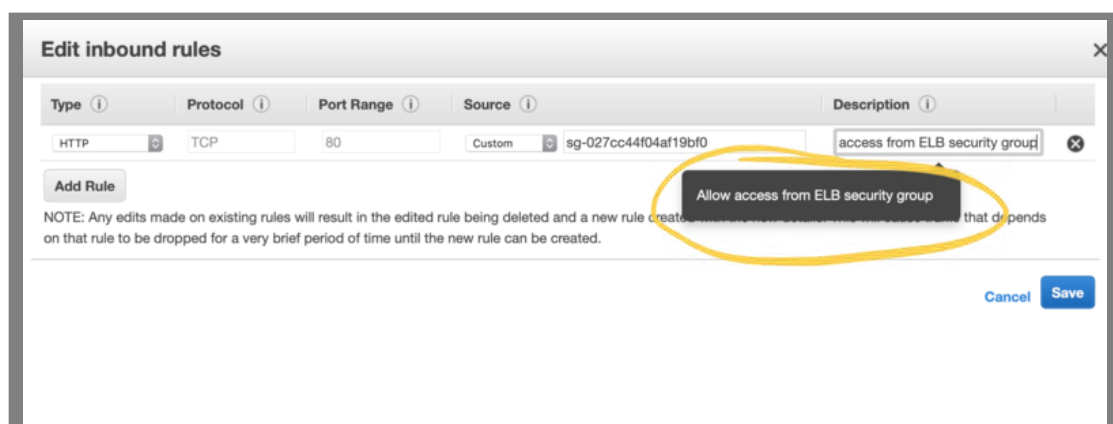 Edit inbound rules
Type Protocol Port Range Source Description
HTTP TCP 80 Custom sg-027cc44f04af19bf0 access from ELB security group
Add Rule
Allow access from ELB security group
NOTE: Any edits made on existing rules will result in the edited rule being deleted and a new rule created that depends
on that rule to be dropped for a very brief period of time until the new rule can be created.
Cancel Save